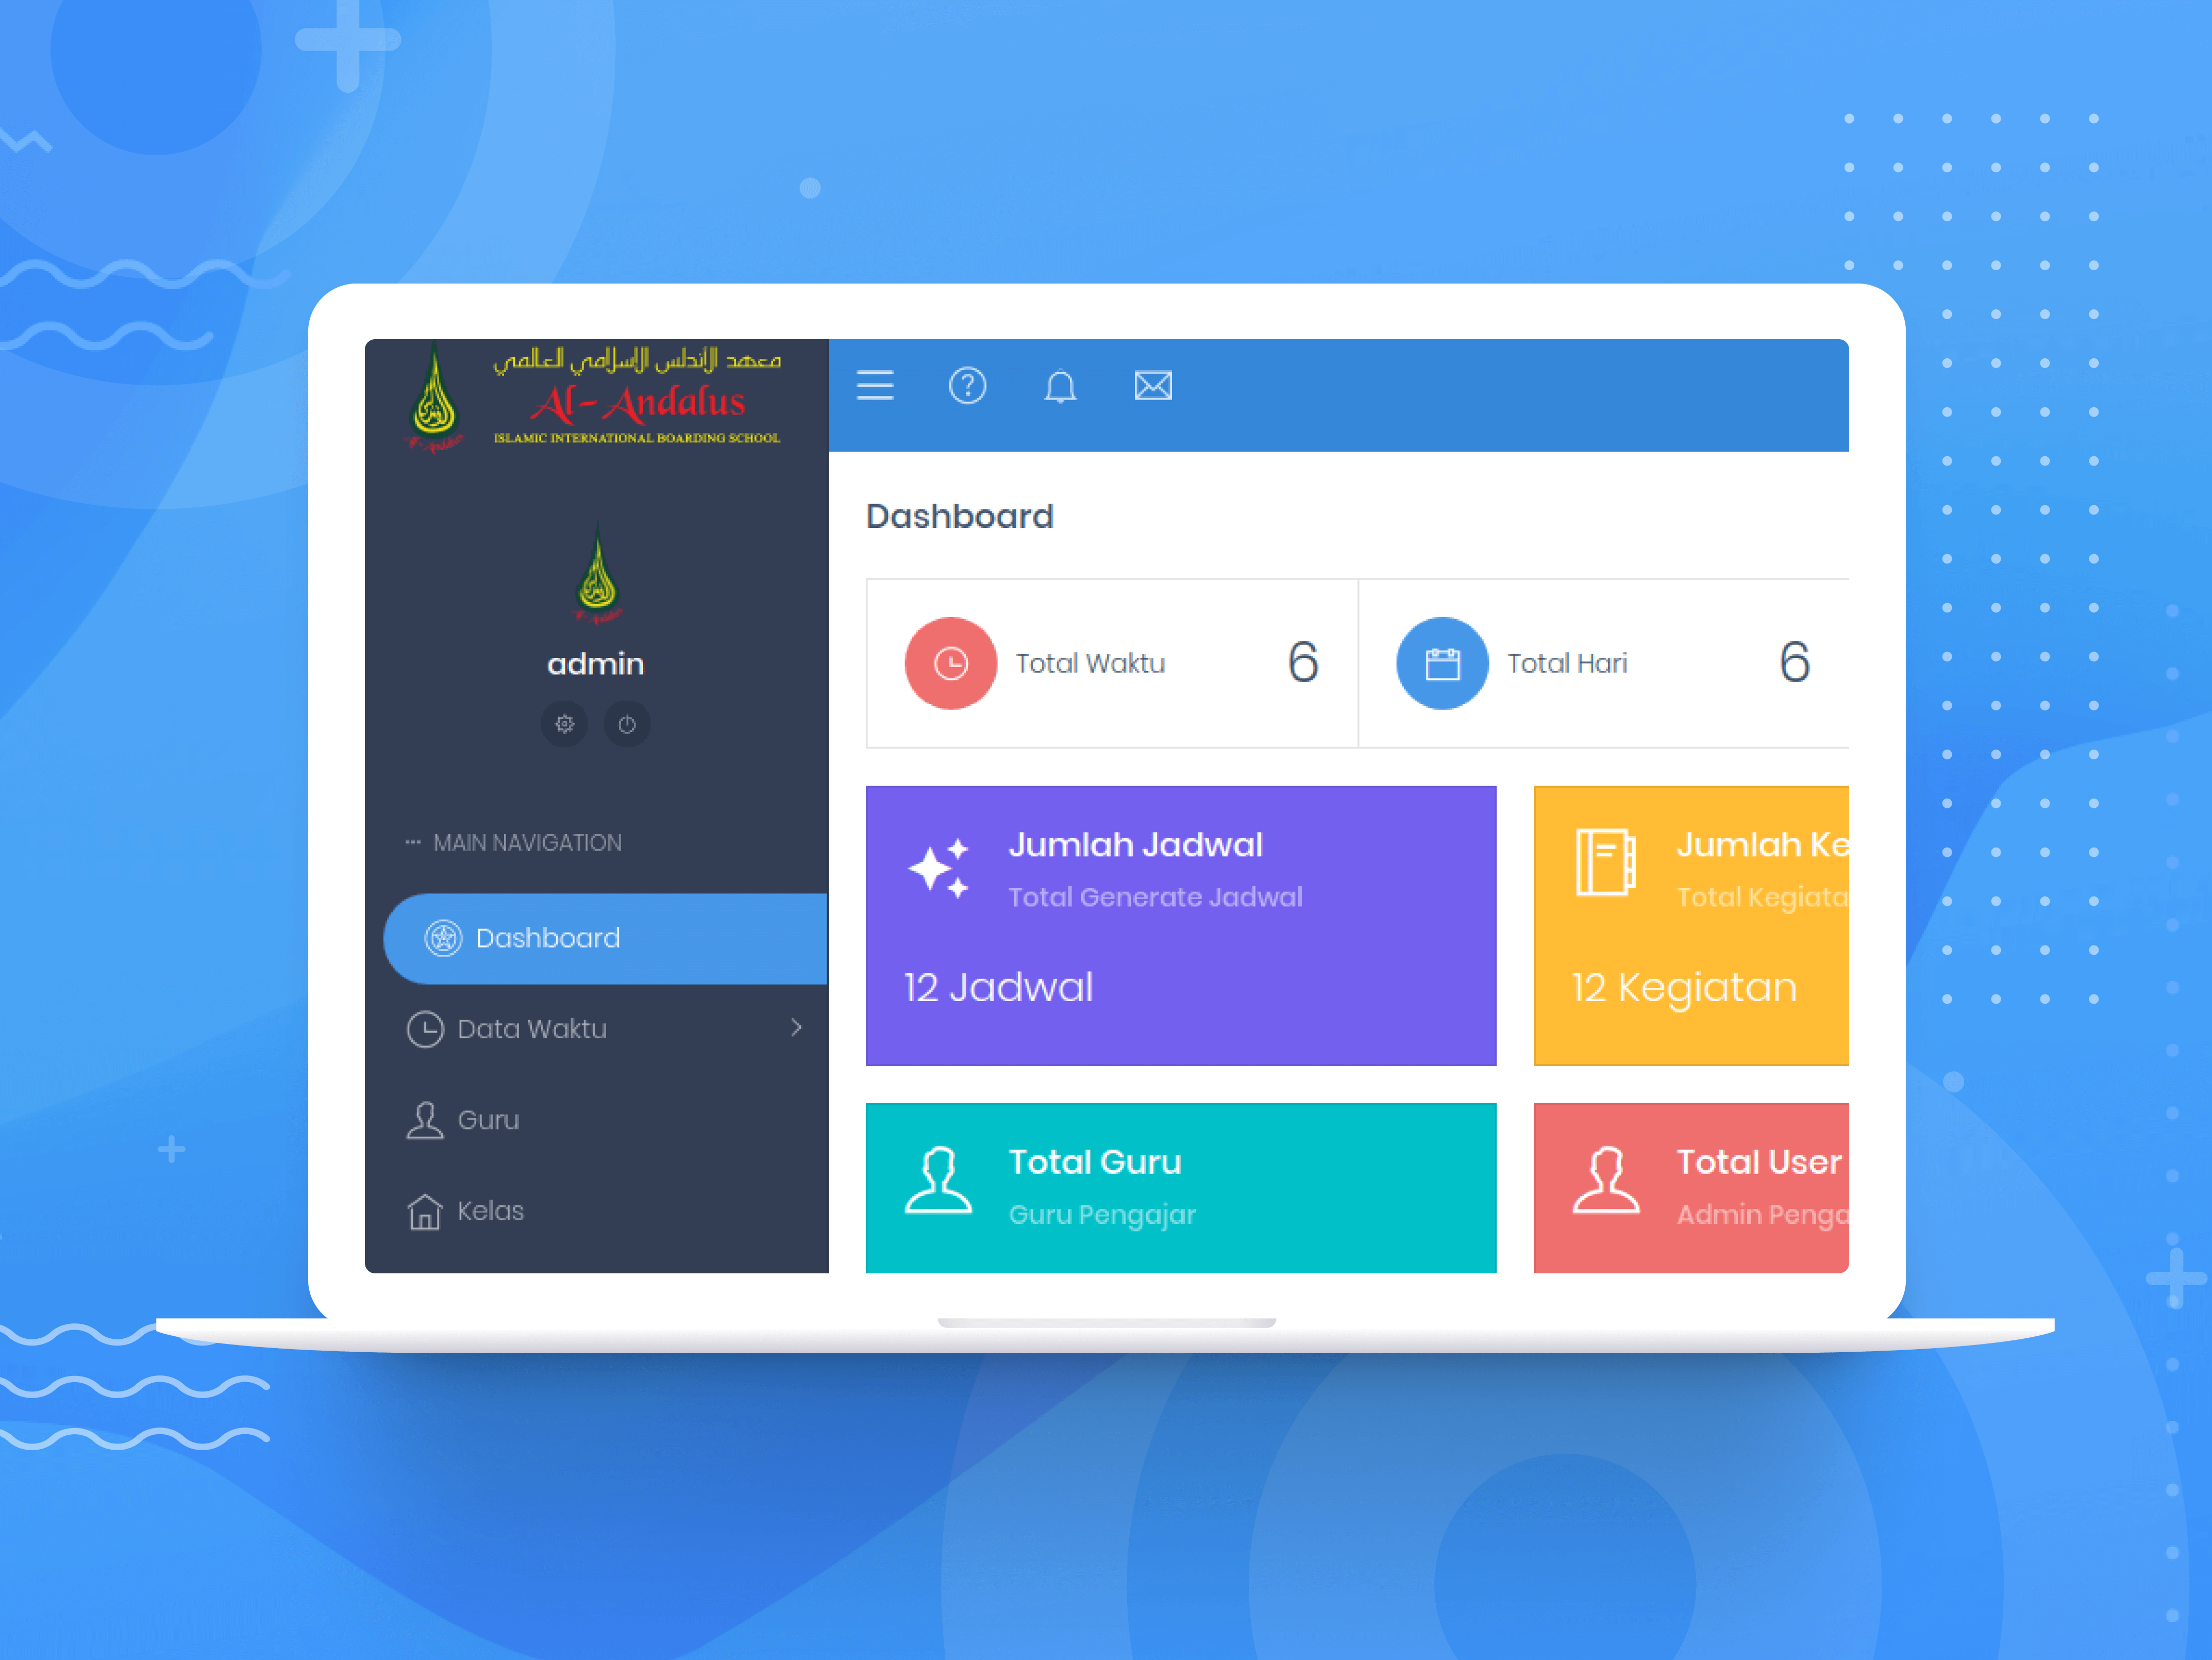 معهد الأندلس الإسلامي العالمي
Al-Andalus
ISLAMIC INTERNATIONAL BOARDING SCHOOL
admin
MAIN NAVIGATION
Dashboard
Data Waktu
Guru
Kelas
Dashboard
Total Waktu 6
Total Hari 6
Jumlah Jadwal
Total Generate Jadwal
12 Jadwal
Jumlah Ke
Total Kegiata
12 Kegiatan
Total Guru
Guru Pengajar
Total User
Admin Penga